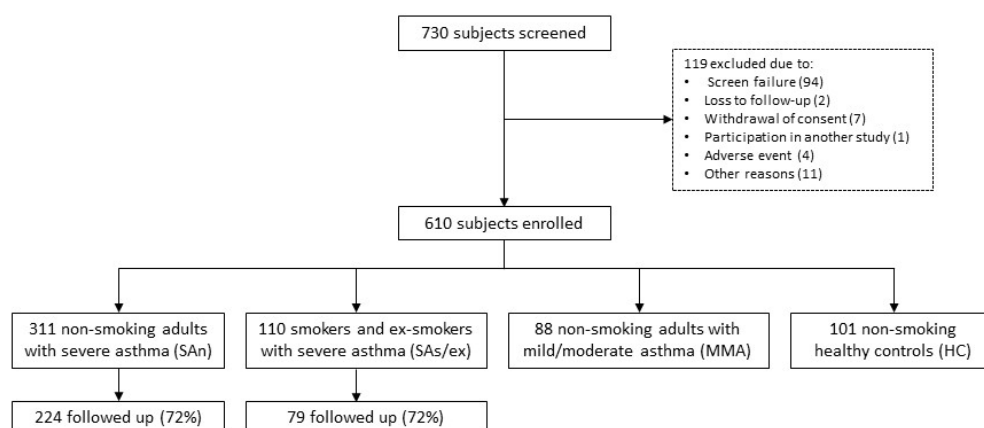 730 subjects screened
119 excluded due to:
• Screen failure (94)
• Loss to follow-up (2)
• Withdrawal of consent (7)
• Participation in another study (1)
• Adverse event (4)
• Other reasons (11)
610 subjects enrolled
311 non-smoking adults
with severe asthma (SAn)
110 smokers and ex-smokers
with severe asthma (SAs/ex)
88 non-smoking adults with
mild/moderate asthma (MMA)
101 non-smoking
healthy controls (HC)
224 followed up (72%)
79 followed up (72%)